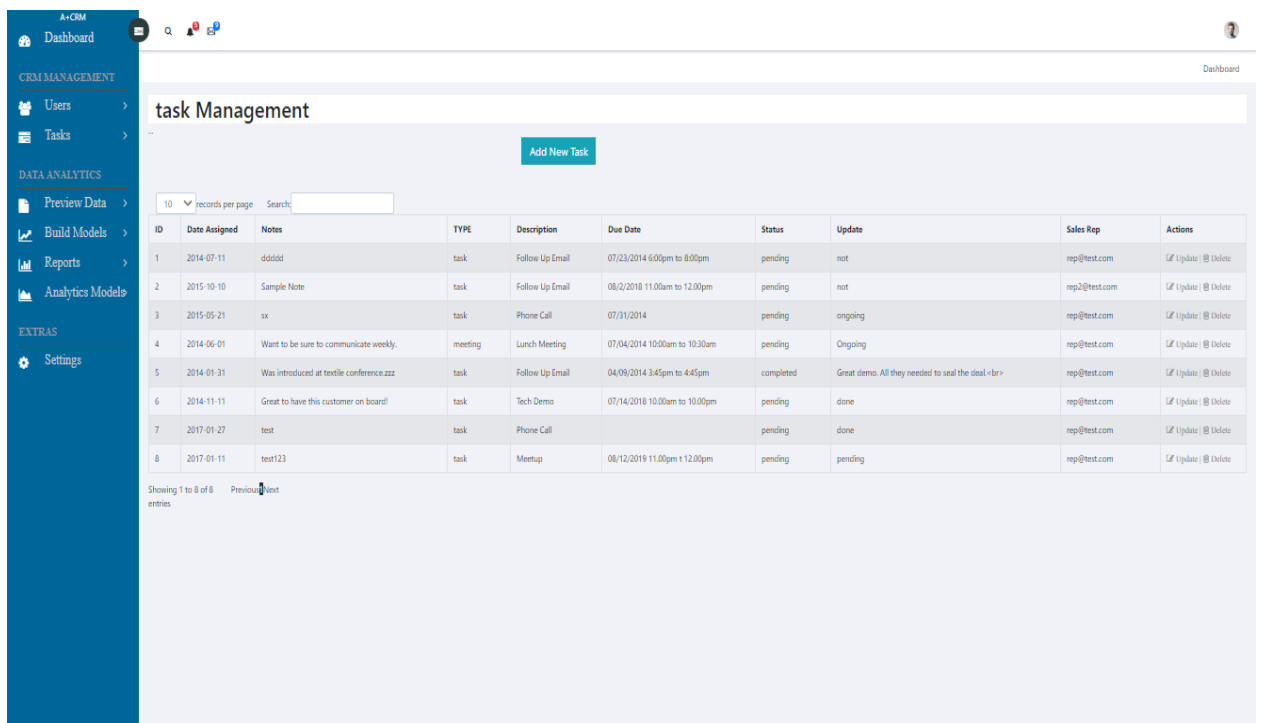 A+CRM
Dashboard
3 9
Dashboard
CRM MANAGEMENT
Users
Tasks
DATA ANALYTICS
Preview Data
Build Models
Reports
Analytics Models
EXTRAS
Settings
task Management
..
Add New Task
10 records per page Search:
ID Date Assigned Notes TYPE Description Due Date Status Update Sales Rep Actions
1 2014-07-11 ddddd task Follow Up Email 07/23/2014 6:00pm to 8:00pm pending not rep@test.com Update | Delete
2 2015-10-10 Sample Note task Follow Up Email 08/2/2018 11.00am to 12.00pm pending not rep2@test.com Update | Delete
3 2015-05-21 sx task Phone Call 07/31/2014 pending ongoing rep@test.com Update | Delete
4 2014-06-01 Want to be sure to communicate weekly. meeting Lunch Meeting 07/04/2014 10:00am to 10:30am pending Ongoing rep@test.com Update | Delete
5 2014-01-31 Was introduced at textile conference.zzz task Follow Up Email 04/09/2014 3:45pm to 4:45pm completed Great demo. All they needed to seal the deal.<br> rep@test.com Update | Delete
6 2014-11-11 Great to have this customer on board! task Tech Demo 07/14/2018 10.00am to 10.00pm pending done rep@test.com Update | Delete
7 2017-01-27 test task Phone Call pending done rep@test.com Update | Delete
8 2017-01-11 test123 task Meetup 08/12/2019 11.00pm t 12.00pm pending pending rep@test.com Update | Delete
Showing 1 to 8 of 8 entries
Previous 1 Next